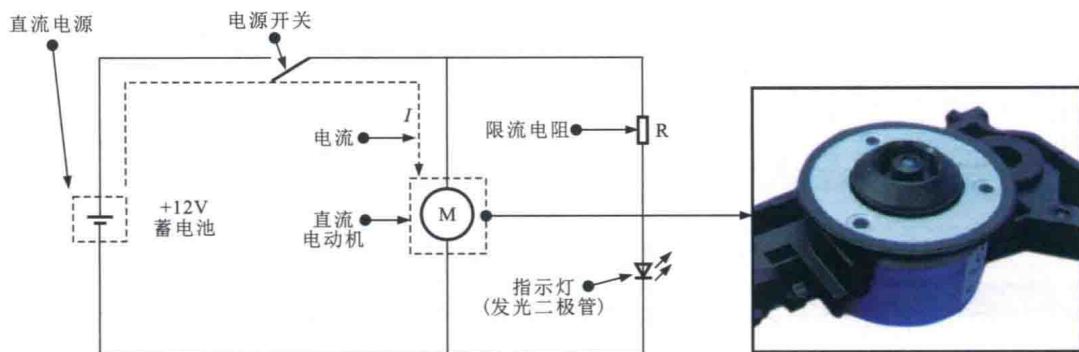 直流电源
电源开关
I
电流
限流电阻
R
+12V
蓄电池
直流
电动机
M
指示灯
(发光二极管)